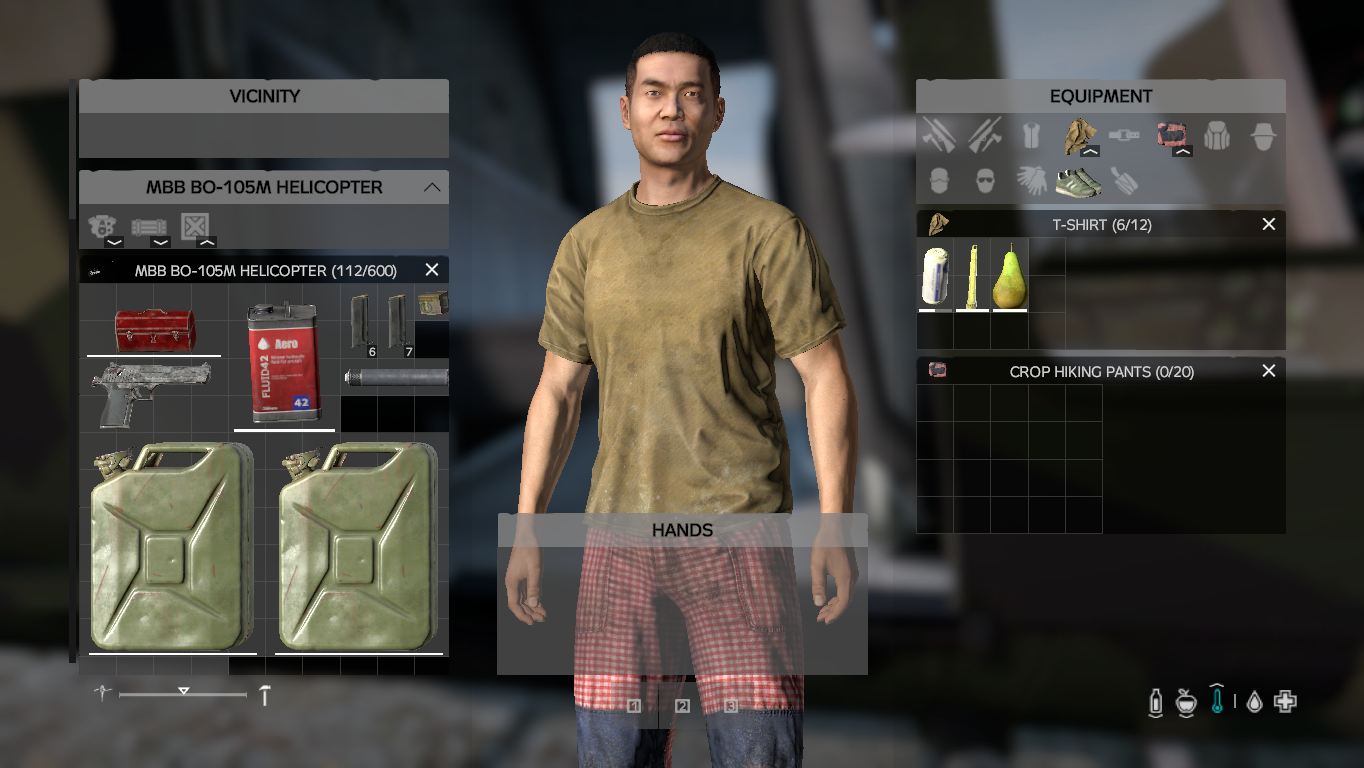 VICINITY
MBB BO-105M HELICOPTER
MBB BO-105M HELICOPTER (112/600)
6
7
Aero
FLUID42
42
HANDS
1
2
3
EQUIPMENT
T-SHIRT (6/12)
CROP HIKING PANTS (0/20)